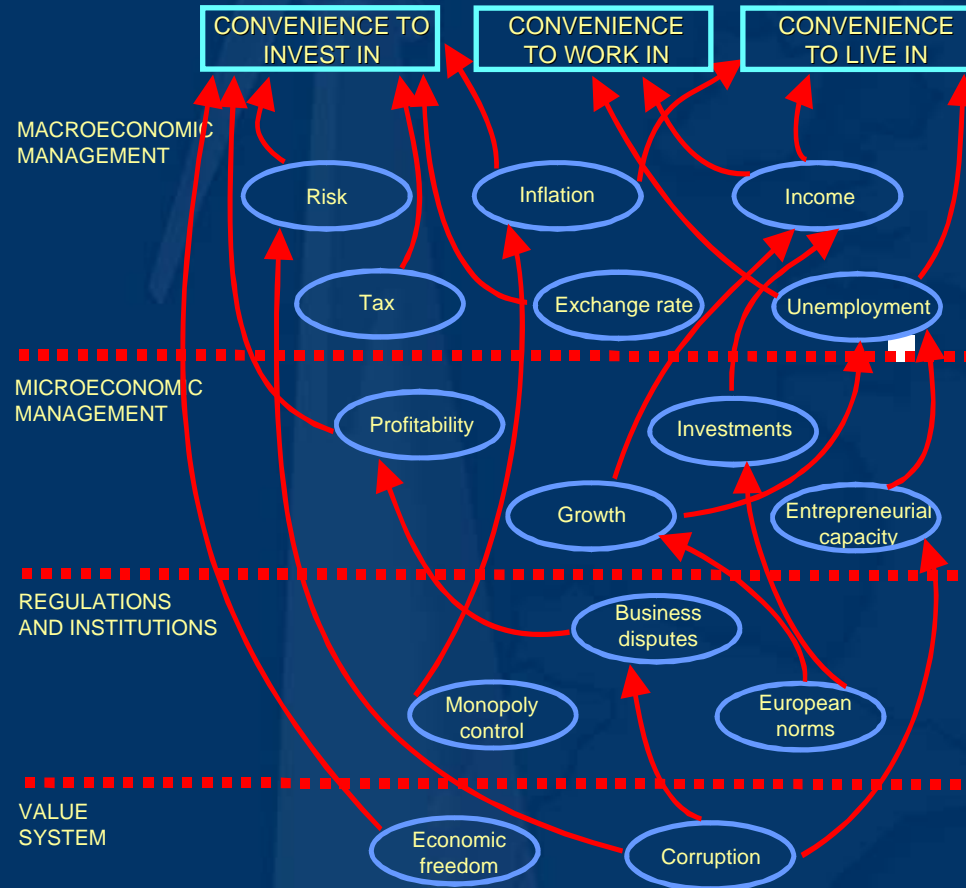 CONVENIENCE TO
INVEST IN
CONVENIENCE
TO WORK IN
CONVENIENCE
TO LIVE IN
MACROECONOMIC
MANAGEMENT
Risk
Inflation
Income
Tax
Exchange rate
Unemployment
MICROECONOMIC
MANAGEMENT
Profitability
Investments
Growth
Entrepreneurial
capacity
REGULATIONS
AND INSTITUTIONS
Business
disputes
Monopoly
control
European
norms
VALUE
SYSTEM
Economic
freedom
Corruption